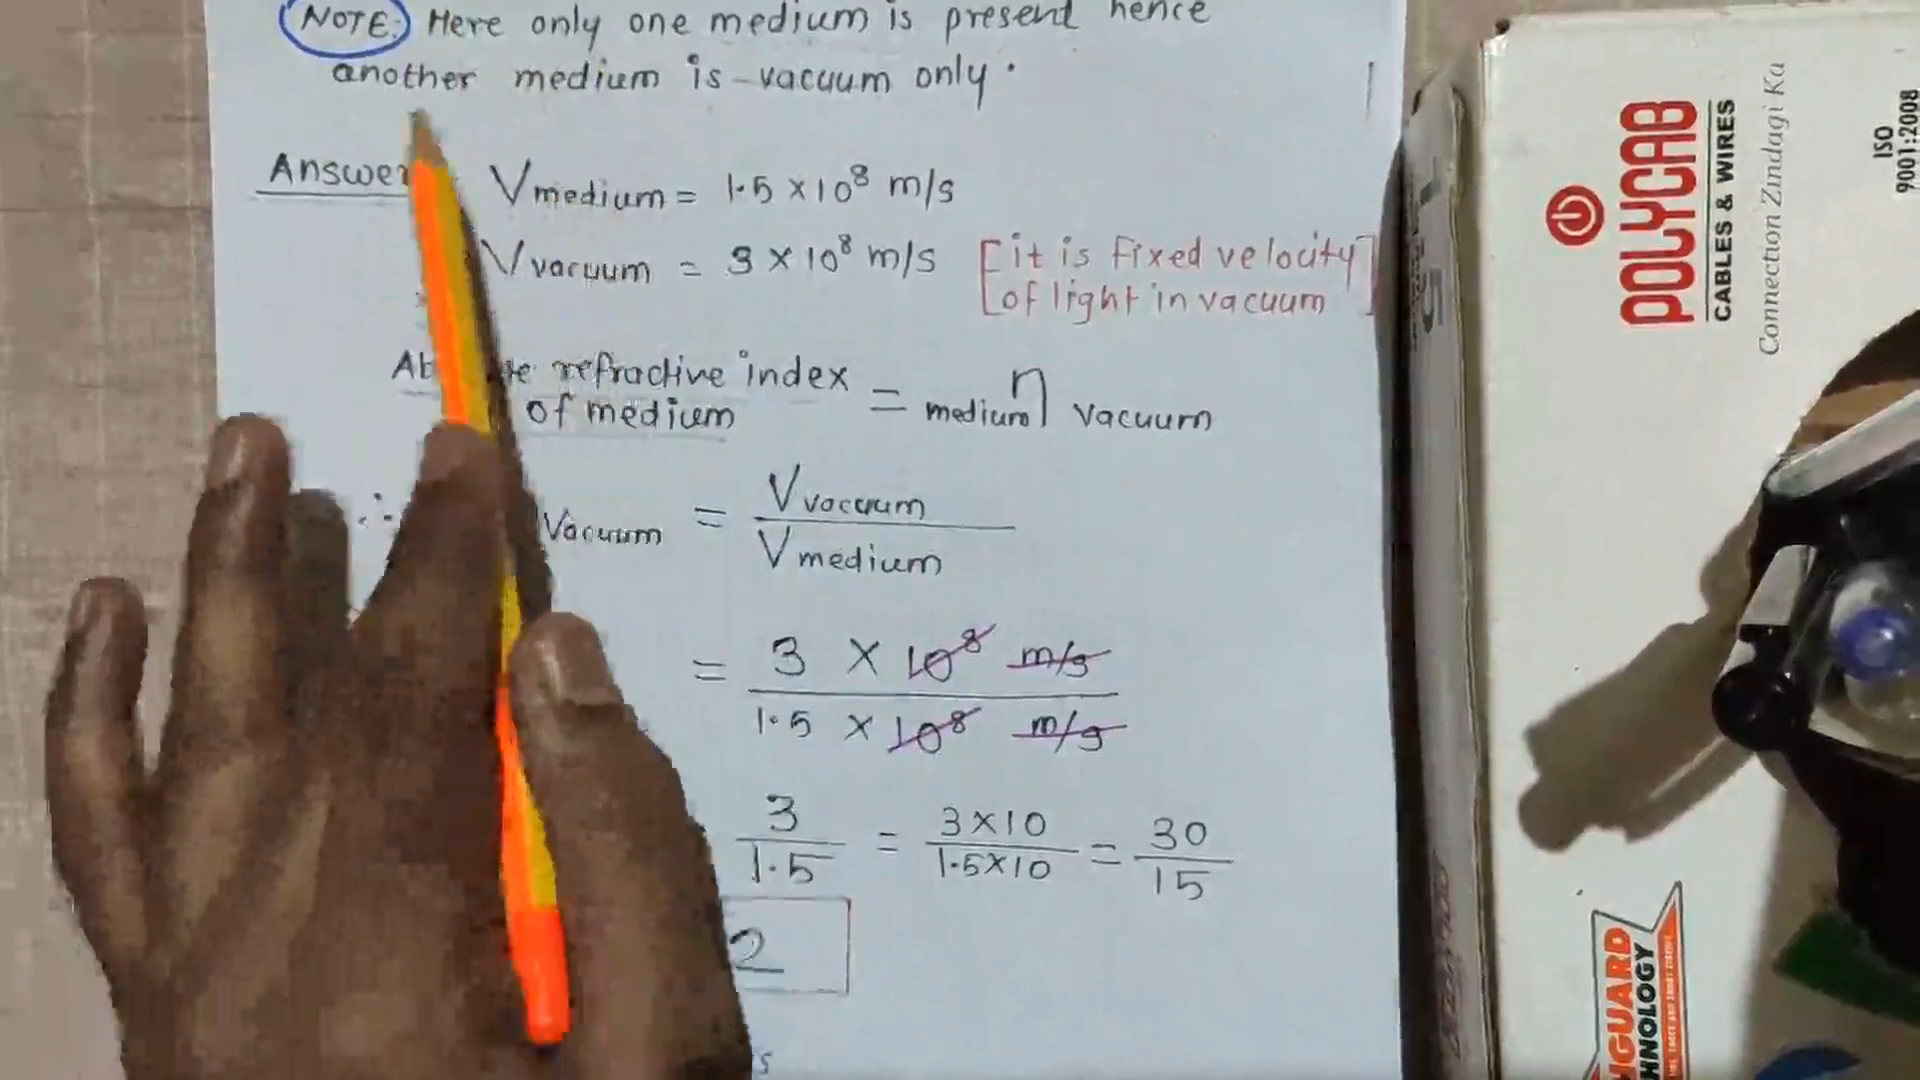 NOTE: Here only one medium is present hence
another medium is vacuum only.
Answer
Vmedium = 1.5 × 10⁸ m/s
Vvacuum = 3 × 10⁸ m/s
[it is fixed velocity
of light in vacuum]
refractive index
of medium
= medium η vacuum
∴
Vacuum = Vvacuum / Vmedium
= 3 × 10⁸ m/s / 1.5 × 10⁸ m/s
3 / 1.5 = 3×10 / 1.5×10 = 30 / 15
2
POLYCAB
CABLES & WIRES
Connection Zindagi Ka
ISO
9001:2008